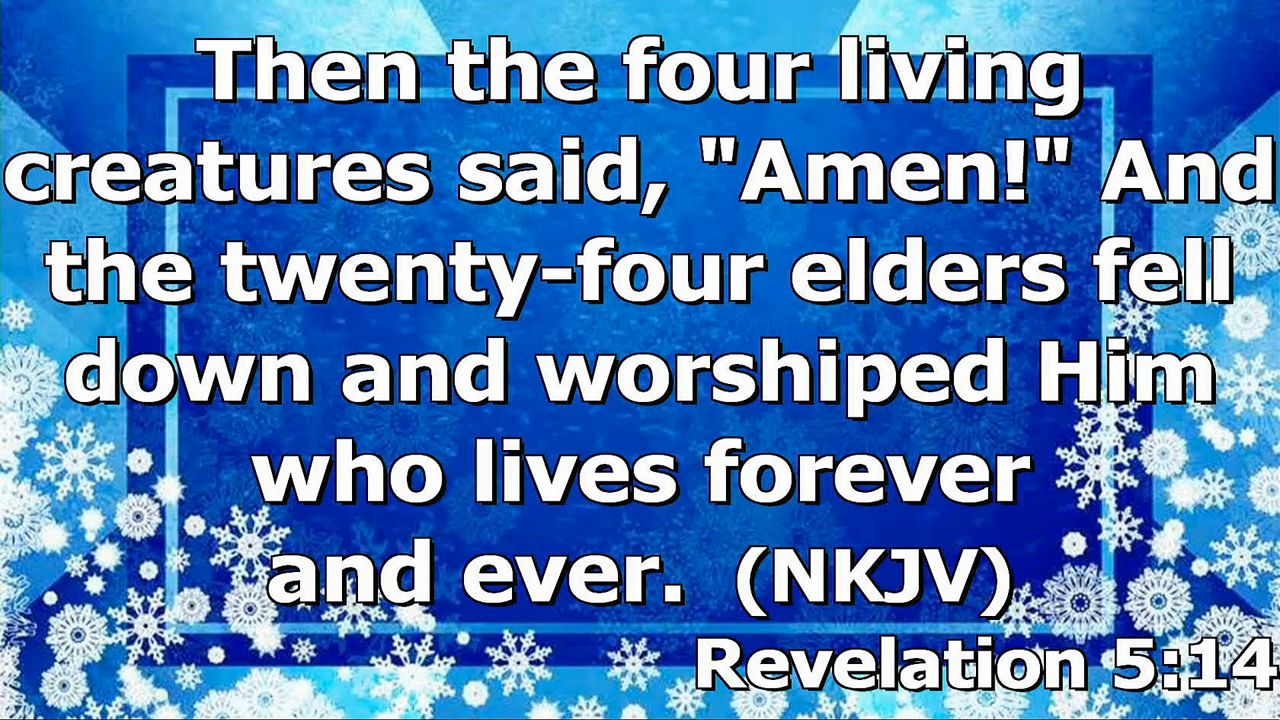 Then the four living
creatures said, "Amen!" And
the twenty-four elders fell
down and worshiped Him
who lives forever
and ever.  (NKJV)
Revelation 5:14